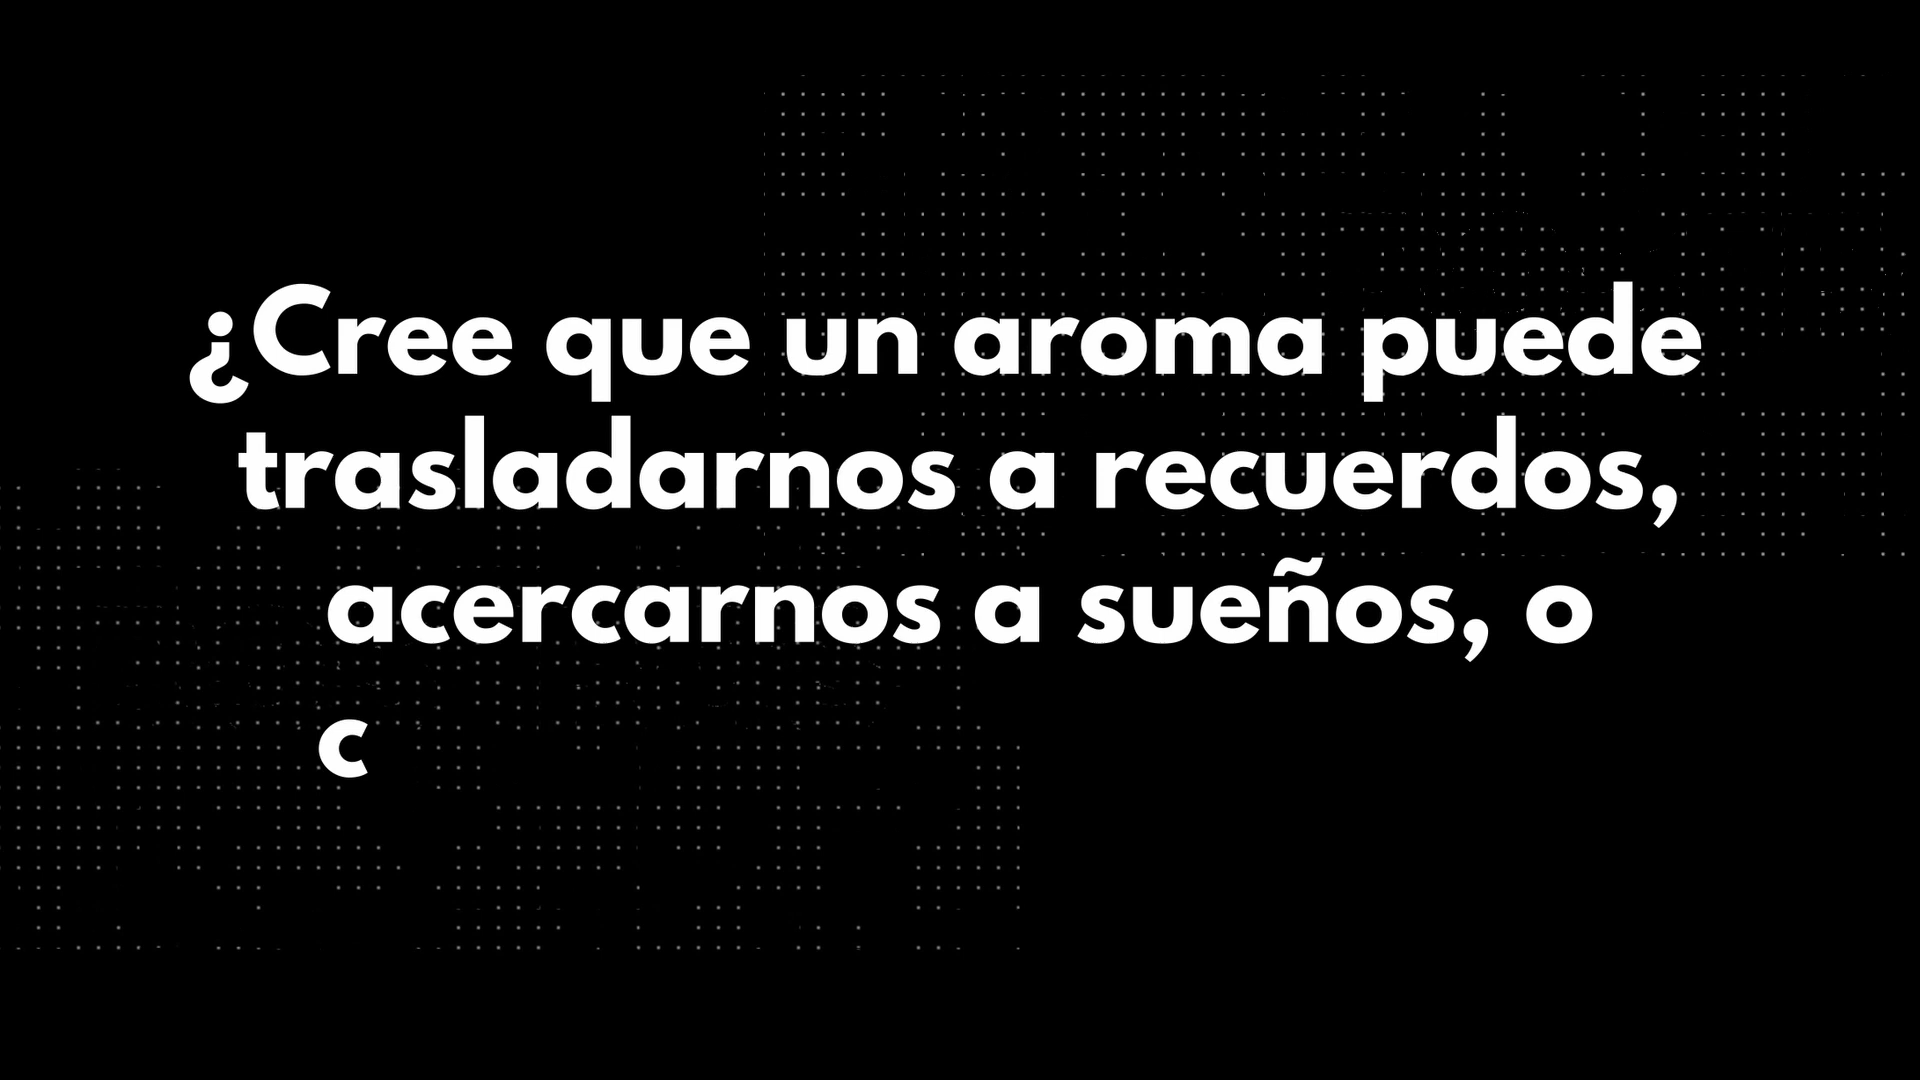 ¿Cree que un aroma puede
trasladarnos a recuerdos,
acercarnos a sueños, o
c